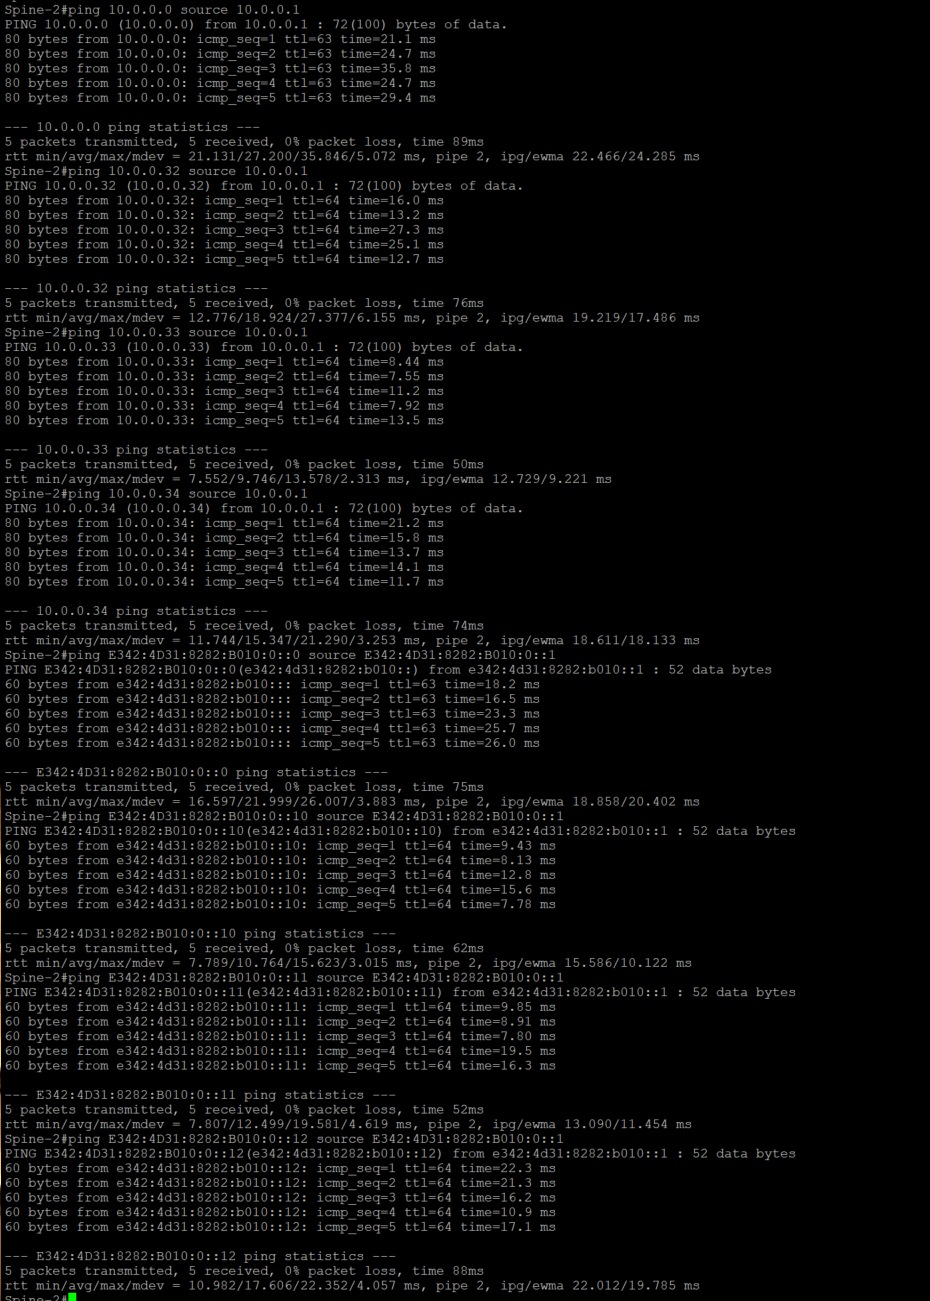 Spine-2#ping 10.0.0.0 source 10.0.0.1
PING 10.0.0.0 (10.0.0.0) from 10.0.0.1 : 72(100) bytes of data.
80 bytes from 10.0.0.0: icmp_seq=1 ttl=63 time=21.1 ms
80 bytes from 10.0.0.0: icmp_seq=2 ttl=63 time=24.7 ms
80 bytes from 10.0.0.0: icmp_seq=3 ttl=63 time=35.8 ms
80 bytes from 10.0.0.0: icmp_seq=4 ttl=63 time=24.7 ms
80 bytes from 10.0.0.0: icmp_seq=5 ttl=63 time=29.4 ms
--- 10.0.0.0 ping statistics ---
5 packets transmitted, 5 received, 0% packet loss, time 89ms
rtt min/avg/max/mdev = 21.131/27.200/35.846/5.072 ms, pipe 2, ipg/ewma 22.466/24.285 ms
Spine-2#ping 10.0.0.32 source 10.0.0.1
PING 10.0.0.32 (10.0.0.32) from 10.0.0.1 : 72(100) bytes of data.
80 bytes from 10.0.0.32: icmp_seq=1 ttl=64 time=16.0 ms
80 bytes from 10.0.0.32: icmp_seq=2 ttl=64 time=13.2 ms
80 bytes from 10.0.0.32: icmp_seq=3 ttl=64 time=27.3 ms
80 bytes from 10.0.0.32: icmp_seq=4 ttl=64 time=25.1 ms
80 bytes from 10.0.0.32: icmp_seq=5 ttl=64 time=12.7 ms
--- 10.0.0.32 ping statistics ---
5 packets transmitted, 5 received, 0% packet loss, time 76ms
rtt min/avg/max/mdev = 12.776/18.924/27.377/6.155 ms, pipe 2, ipg/ewma 19.219/17.486 ms
Spine-2#ping 10.0.0.33 source 10.0.0.1
PING 10.0.0.33 (10.0.0.33) from 10.0.0.1 : 72(100) bytes of data.
80 bytes from 10.0.0.33: icmp_seq=1 ttl=64 time=8.44 ms
80 bytes from 10.0.0.33: icmp_seq=2 ttl=64 time=7.55 ms
80 bytes from 10.0.0.33: icmp_seq=3 ttl=64 time=11.2 ms
80 bytes from 10.0.0.33: icmp_seq=4 ttl=64 time=7.92 ms
80 bytes from 10.0.0.33: icmp_seq=5 ttl=64 time=13.5 ms
--- 10.0.0.33 ping statistics ---
5 packets transmitted, 5 received, 0% packet loss, time 50ms
rtt min/avg/max/mdev = 7.552/9.746/13.578/2.313 ms, ipg/ewma 12.729/9.221 ms
Spine-2#ping 10.0.0.34 source 10.0.0.1
PING 10.0.0.34 (10.0.0.34) from 10.0.0.1 : 72(100) bytes of data.
80 bytes from 10.0.0.34: icmp_seq=1 ttl=64 time=21.2 ms
80 bytes from 10.0.0.34: icmp_seq=2 ttl=64 time=15.8 ms
80 bytes from 10.0.0.34: icmp_seq=3 ttl=64 time=13.7 ms
80 bytes from 10.0.0.34: icmp_seq=4 ttl=64 time=14.1 ms
80 bytes from 10.0.0.34: icmp_seq=5 ttl=64 time=11.7 ms
--- 10.0.0.34 ping statistics ---
5 packets transmitted, 5 received, 0% packet loss, time 74ms
rtt min/avg/max/mdev = 11.744/15.347/21.290/3.253 ms, pipe 2, ipg/ewma 18.611/18.133 ms
Spine-2#ping E342:4D31:8282:B010:0::0 source E342:4D31:8282:B010:0::1
PING E342:4D31:8282:B010:0::0(e342:4d31:8282:b010::) from e342:4d31:8282:b010::1 : 52 data bytes
60 bytes from e342:4d31:8282:b010::: icmp_seq=1 ttl=63 time=18.2 ms
60 bytes from e342:4d31:8282:b010::: icmp_seq=2 ttl=63 time=16.5 ms
60 bytes from e342:4d31:8282:b010::: icmp_seq=3 ttl=63 time=23.3 ms
60 bytes from e342:4d31:8282:b010::: icmp_seq=4 ttl=63 time=25.7 ms
60 bytes from e342:4d31:8282:b010::: icmp_seq=5 ttl=63 time=26.0 ms
--- E342:4D31:8282:B010:0::0 ping statistics ---
5 packets transmitted, 5 received, 0% packet loss, time 75ms
rtt min/avg/max/mdev = 16.597/21.999/26.007/3.883 ms, pipe 2, ipg/ewma 18.858/20.402 ms
Spine-2#ping E342:4D31:8282:B010:0::10 source E342:4D31:8282:B010:0::1
PING E342:4D31:8282:B010:0::10(e342:4d31:8282:b010::10) from e342:4d31:8282:b010::1 : 52 data bytes
60 bytes from e342:4d31:8282:b010::10: icmp_seq=1 ttl=64 time=9.43 ms
60 bytes from e342:4d31:8282:b010::10: icmp_seq=2 ttl=64 time=8.13 ms
60 bytes from e342:4d31:8282:b010::10: icmp_seq=3 ttl=64 time=12.8 ms
60 bytes from e342:4d31:8282:b010::10: icmp_seq=4 ttl=64 time=15.6 ms
60 bytes from e342:4d31:8282:b010::10: icmp_seq=5 ttl=64 time=7.78 ms
--- E342:4D31:8282:B010:0::10 ping statistics ---
5 packets transmitted, 5 received, 0% packet loss, time 62ms
rtt min/avg/max/mdev = 7.789/10.764/15.623/3.015 ms, pipe 2, ipg/ewma 15.586/10.122 ms
Spine-2#ping E342:4D31:8282:B010:0::11 source E342:4D31:8282:B010:0::1
PING E342:4D31:8282:B010:0::11(e342:4d31:8282:b010::11) from e342:4d31:8282:b010::1 : 52 data bytes
60 bytes from e342:4d31:8282:b010::11: icmp_seq=1 ttl=64 time=9.85 ms
60 bytes from e342:4d31:8282:b010::11: icmp_seq=2 ttl=64 time=8.91 ms
60 bytes from e342:4d31:8282:b010::11: icmp_seq=3 ttl=64 time=7.80 ms
60 bytes from e342:4d31:8282:b010::11: icmp_seq=4 ttl=64 time=19.5 ms
60 bytes from e342:4d31:8282:b010::11: icmp_seq=5 ttl=64 time=16.3 ms
--- E342:4D31:8282:B010:0::11 ping statistics ---
5 packets transmitted, 5 received, 0% packet loss, time 52ms
rtt min/avg/max/mdev = 7.807/12.499/19.581/4.619 ms, pipe 2, ipg/ewma 13.090/11.454 ms
Spine-2#ping E342:4D31:8282:B010:0::12 source E342:4D31:8282:B010:0::1
PING E342:4D31:8282:B010:0::12(e342:4d31:8282:b010::12) from e342:4d31:8282:b010::1 : 52 data bytes
60 bytes from e342:4d31:8282:b010::12: icmp_seq=1 ttl=64 time=22.3 ms
60 bytes from e342:4d31:8282:b010::12: icmp_seq=2 ttl=64 time=21.3 ms
60 bytes from e342:4d31:8282:b010::12: icmp_seq=3 ttl=64 time=16.2 ms
60 bytes from e342:4d31:8282:b010::12: icmp_seq=4 ttl=64 time=10.9 ms
60 bytes from e342:4d31:8282:b010::12: icmp_seq=5 ttl=64 time=17.1 ms
--- E342:4D31:8282:B010:0::12 ping statistics ---
5 packets transmitted, 5 received, 0% packet loss, time 88ms
rtt min/avg/max/mdev = 10.982/17.606/22.352/4.057 ms, pipe 2, ipg/ewma 22.012/19.785 ms
Spine-2#